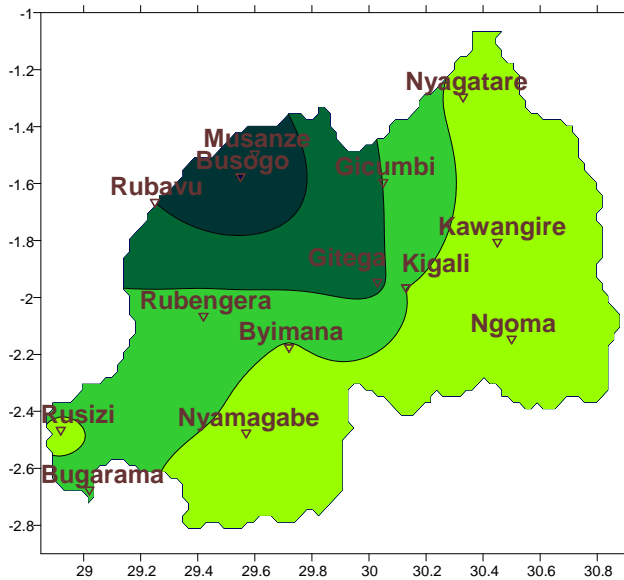 -1
-1.2
Nyagatare
-1.4
Musanze
Busogo
Gicumbi
-1.6
Rubavu
Kawangire
-1.8
Gitega
Kigali
-2
Rubengera
Ngoma
Byimana
-2.2
-2.4
Rusizi
Nyamagabe
-2.6
Bugarama
-2.8
29 29.2 29.4 29.6 29.8 30 30.2 30.4 30.6 30.8